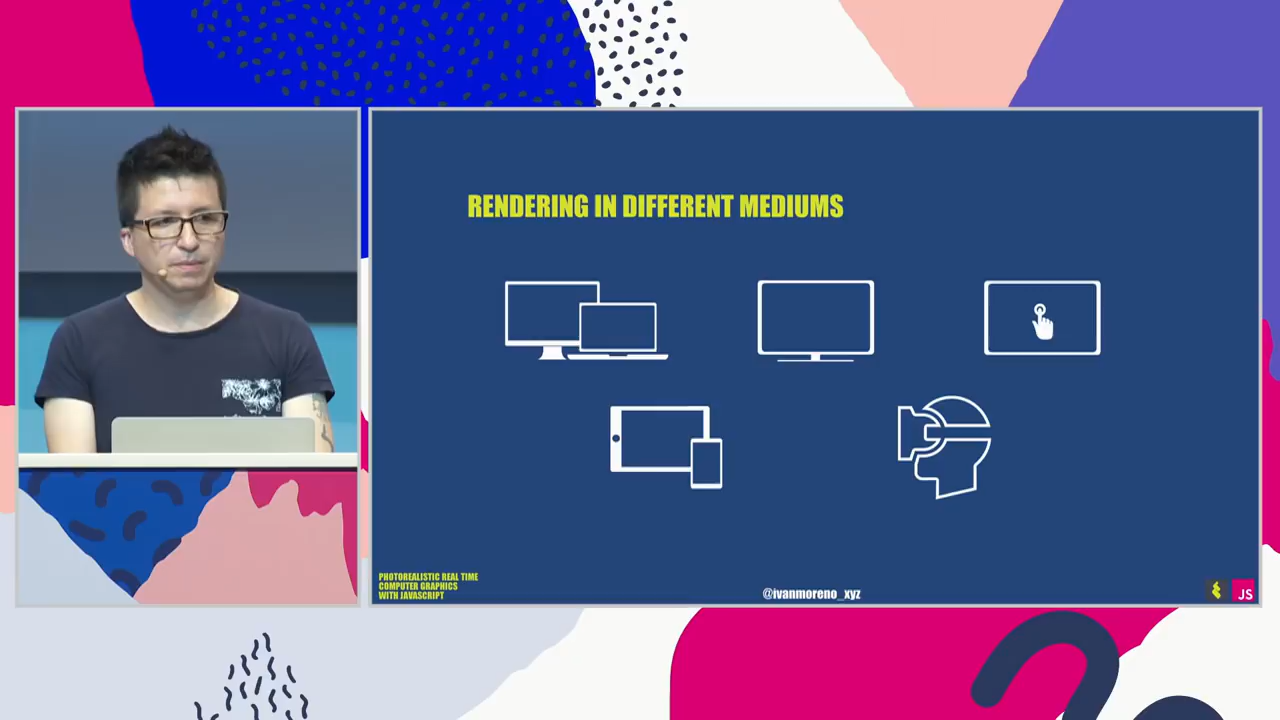 RENDERING IN DIFFERENT MEDIUMS
PHOTOREALISTIC REAL TIME
COMPUTER GRAPHICS
WITH JAVASCRIPT
@ivanmoreno_xyz
JS